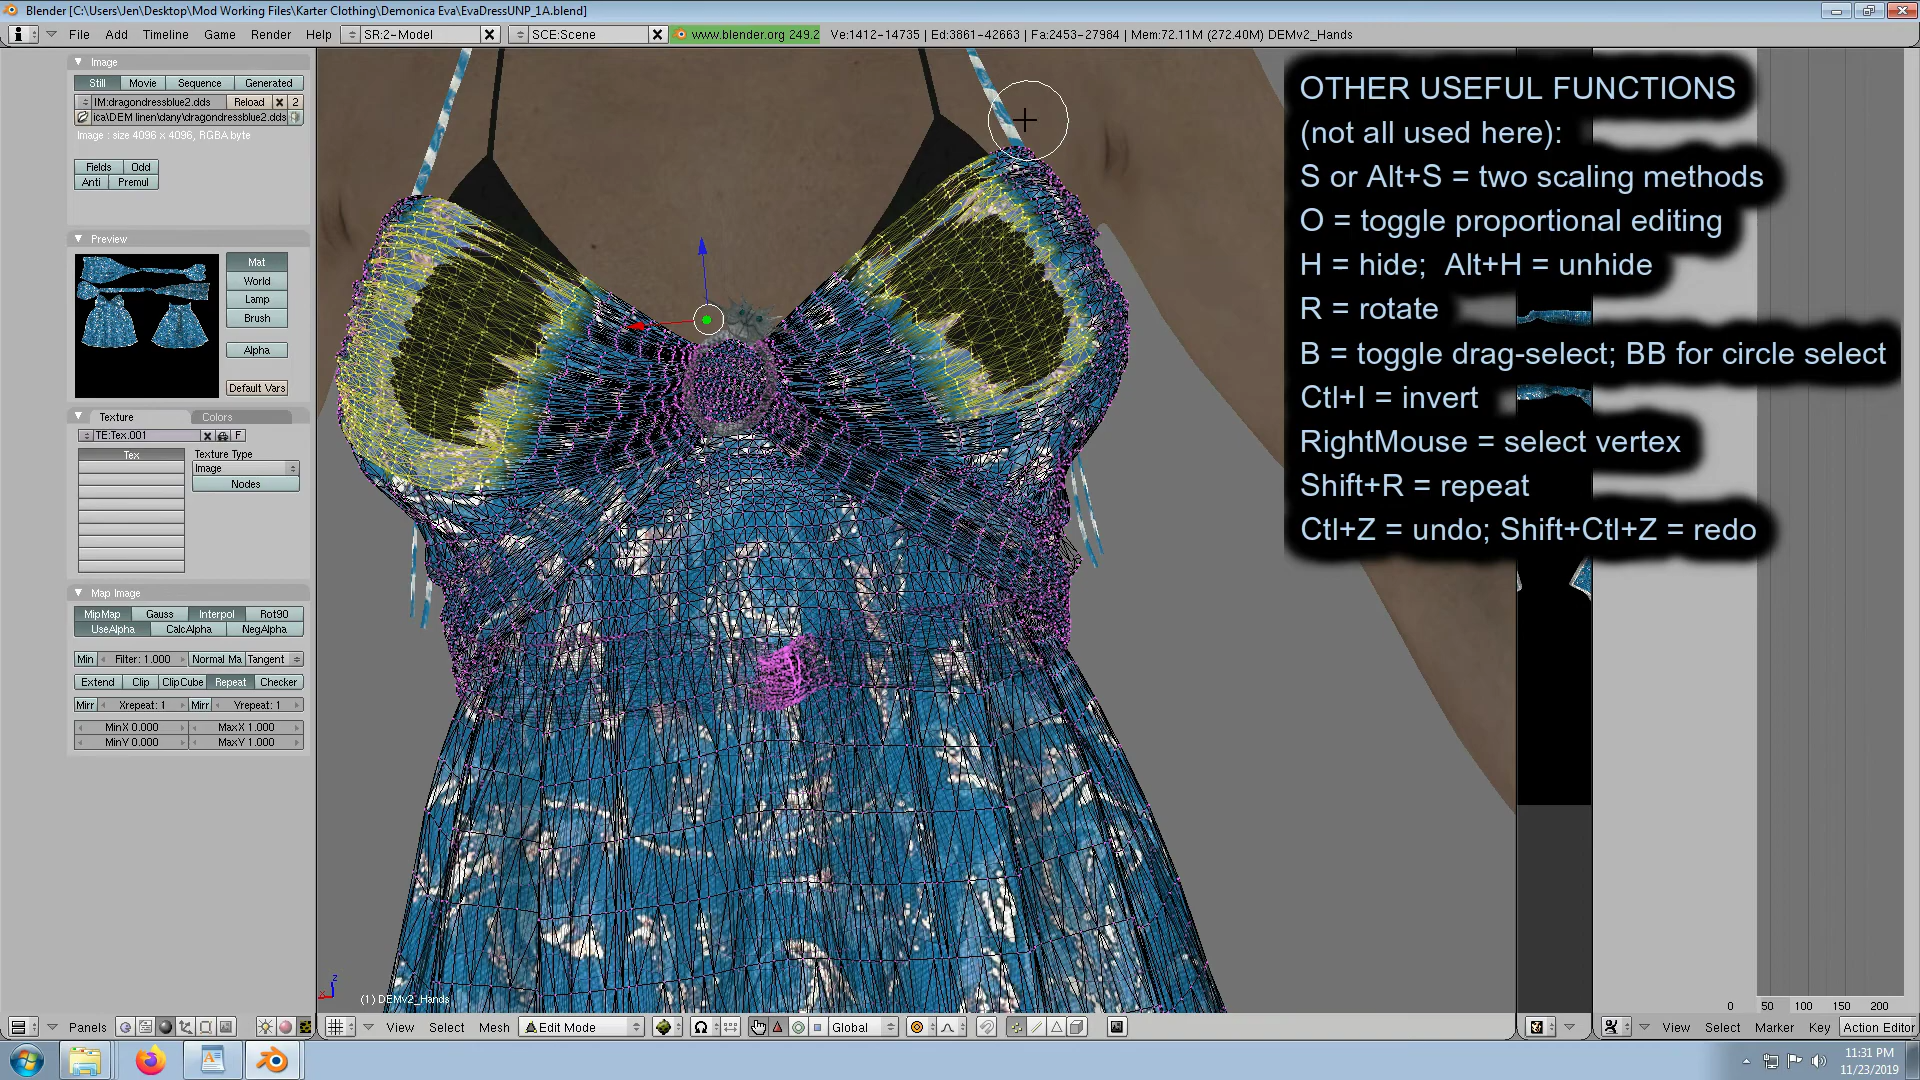 Blender [C:\Users\Jen\Desktop\Mod Working Files\Karter Clothing\Demonica Eva\EvaDressUNP_1A.blend]
File Add Timeline Game Render Help SR:2-Model SCE:Scene www.blender.org 249.2 Ve:1412-14735 | Ed:3861-42663 | Fa:2453-27984 | Mem:72.11M (272.40M) DEMv2_Hands
Image
Still Movie Sequence Generated
IM:dragondressblue2.dds Reload 2
ica\DEM linen\dany\dragondressblue2.dds
Image : size 4096 x 4096, RGBA byte
Fields Odd
Anti Premul
Preview
Mat
World
Lamp
Brush
Alpha
Default Vars
Texture Colors
TE:Tex.001 F
Tex
Texture Type
Image
Nodes
Map Image
MipMap Gauss Interpol Rot90
UseAlpha CalcAlpha NegAlpha
Min Filter: 1.000 Normal Ma Tangent
Extend Clip ClipCube Repeat Checker
Mirr Xrepeat: 1 Mirr Yrepeat: 1
MinX 0.000 MaxX 1.000
MinY 0.000 MaxY 1.000
OTHER USEFUL FUNCTIONS
(not all used here):
S or Alt+S = two scaling methods
O = toggle proportional editing
H = hide; Alt+H = unhide
R = rotate
B = toggle drag-select; BB for circle select
Ctl+I = invert
RightMouse = select vertex
Shift+R = repeat
Ctl+Z = undo; Shift+Ctl+Z = redo
z
x
(1) DEMv2_Hands
0 50 100 150 200
Panels
View Select Mesh Edit Mode Global
View Select Marker Key Action Editor
11:31 PM
11/23/2019